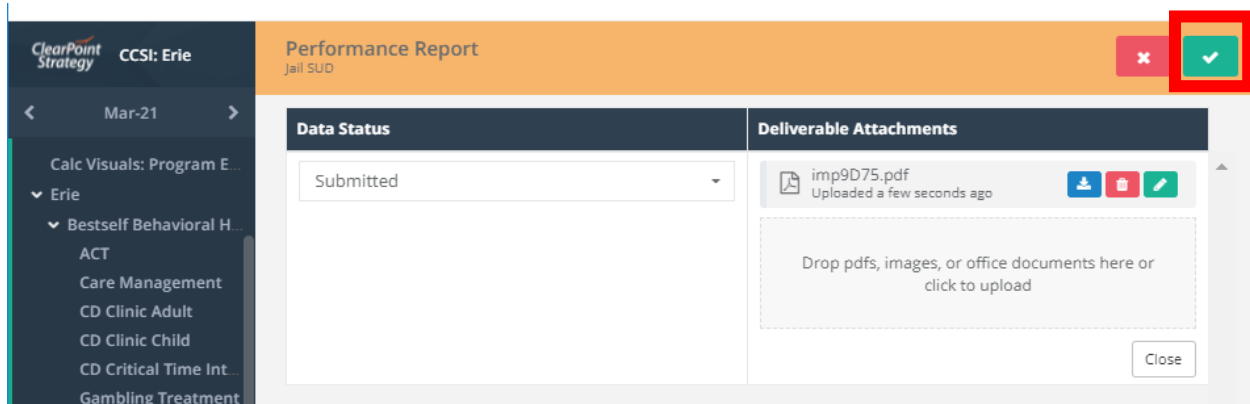 ClearPoint
Strategy
CCSI: Erie
Performance Report
Jail SUD
Mar-21
Data Status
Deliverable Attachments
Calc Visuals: Program E...
Submitted
imp9D75.pdf
Uploaded a few seconds ago
Erie
Bestself Behavioral H...
ACT
Drop pdfs, images, or office documents here or
click to upload
Care Management
CD Clinic Adult
CD Clinic Child
CD Critical Time Int...
Close
Gambling Treatment